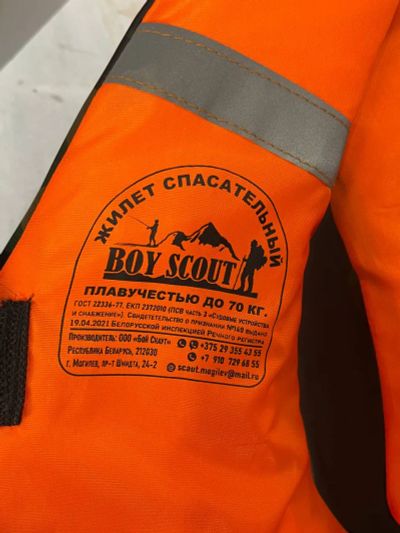 ЖИЛЕТ СПАСАТЕЛЬНЫЙ
BOY SCOUT
ПЛАВУЧЕСТЬЮ ДО 70 КГ.
ГОСТ 22336-77. ЕКП 2372010 (ПСВ ЧАСТЬ 3 «СУДОВЫЕ УСТРОЙСТВА
И СНАБЖЕНИЕ»). СВИДЕТЕЛЬСТВО О ПРИЗНАНИИ №160 ВЫДАНО
19.04.2021 БЕЛОРУССКОЙ ИНСПЕКЦИЕЙ РЕЧНОГО РЕГИСТРА
ПРОИЗВОДИТЕЛЬ: ООО «БОЙ СКАУТ»
РЕСПУБЛИКА БЕЛАРУСЬ, 212030
Г. МОГИЛЕВ, ПР-Т ШМИДТА, 24-2
+375 29 355 43 55
+7 910 729 68 55
scaut.mogilev@mail.ru